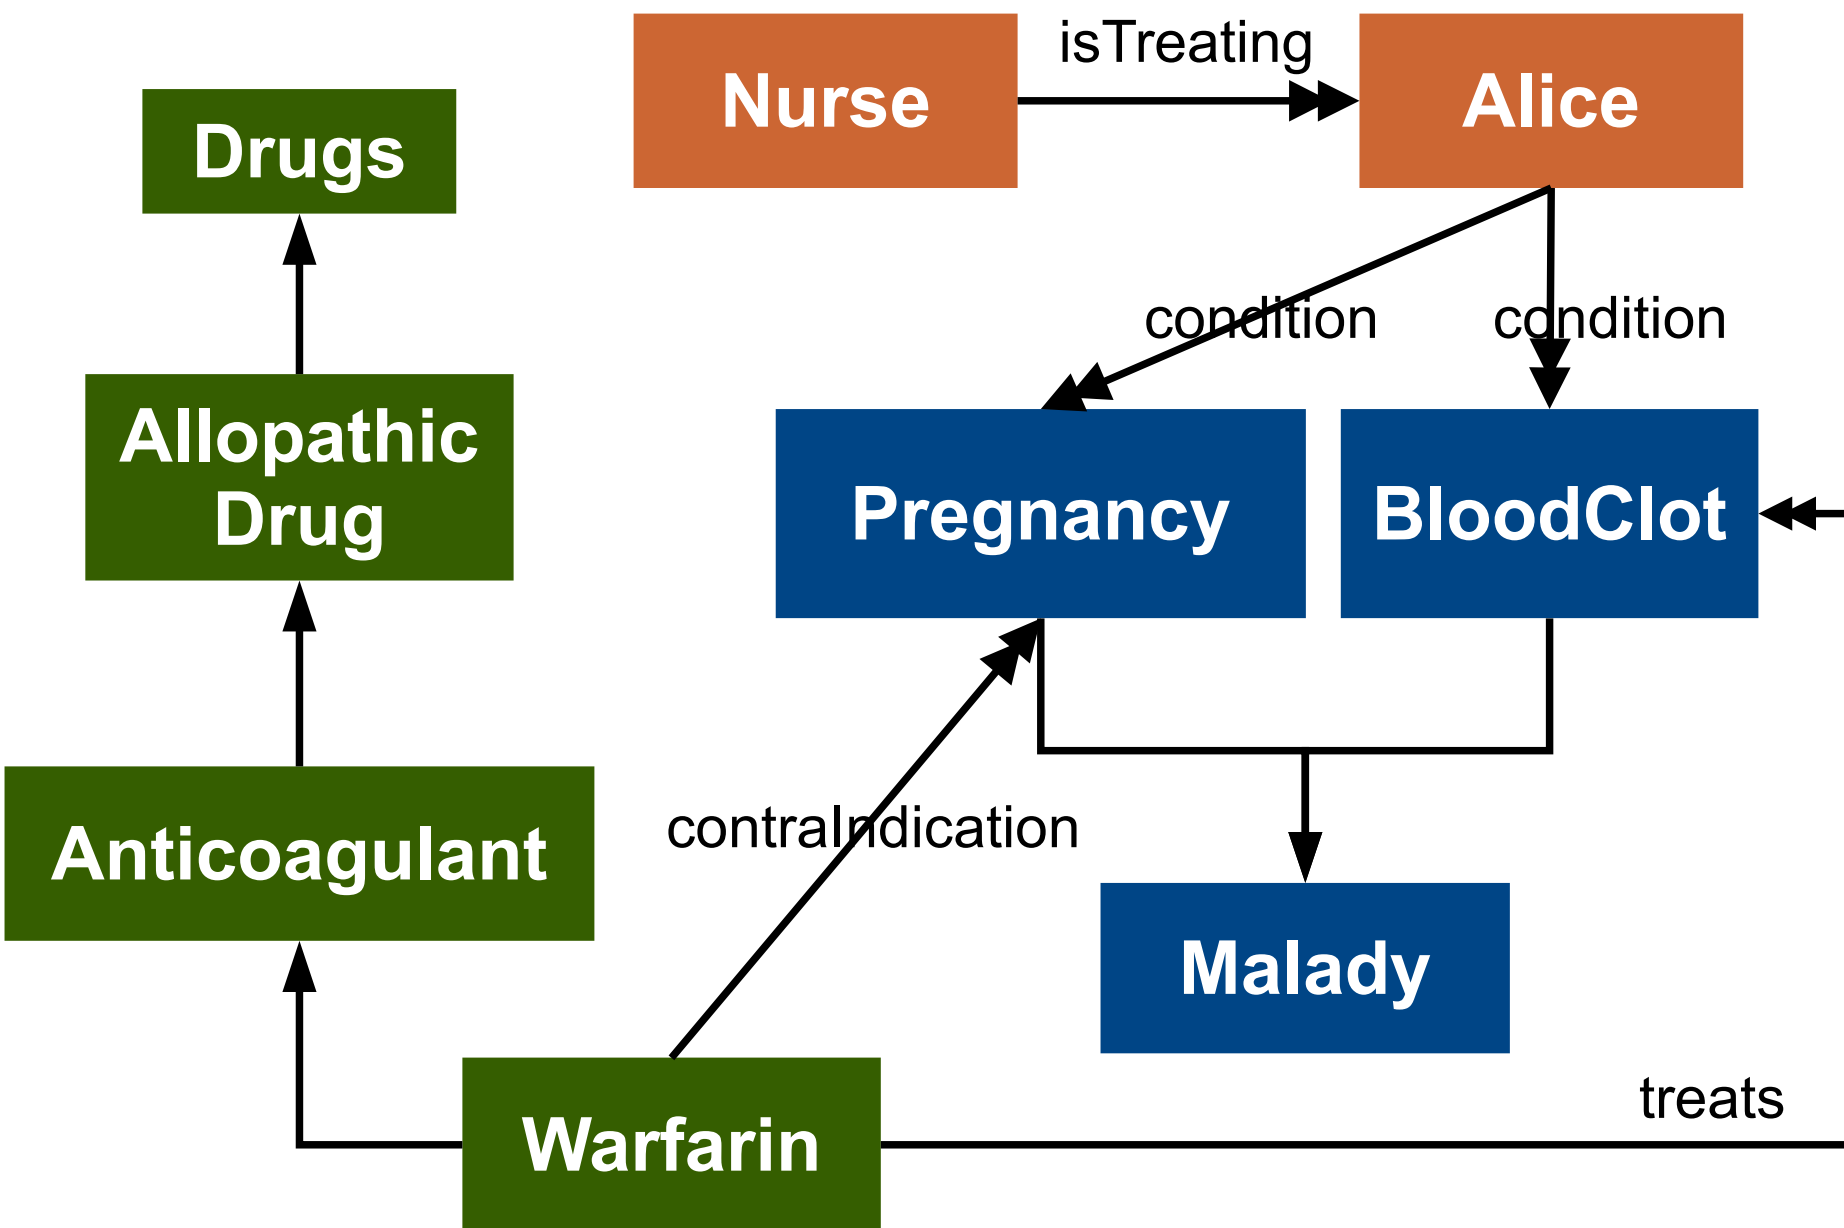 isTreating
Nurse
Alice
Drugs
condition
condition
Allopathic
Drug
Pregnancy
BloodClot
contraIndication
Anticoagulant
Malady
treats
Warfarin